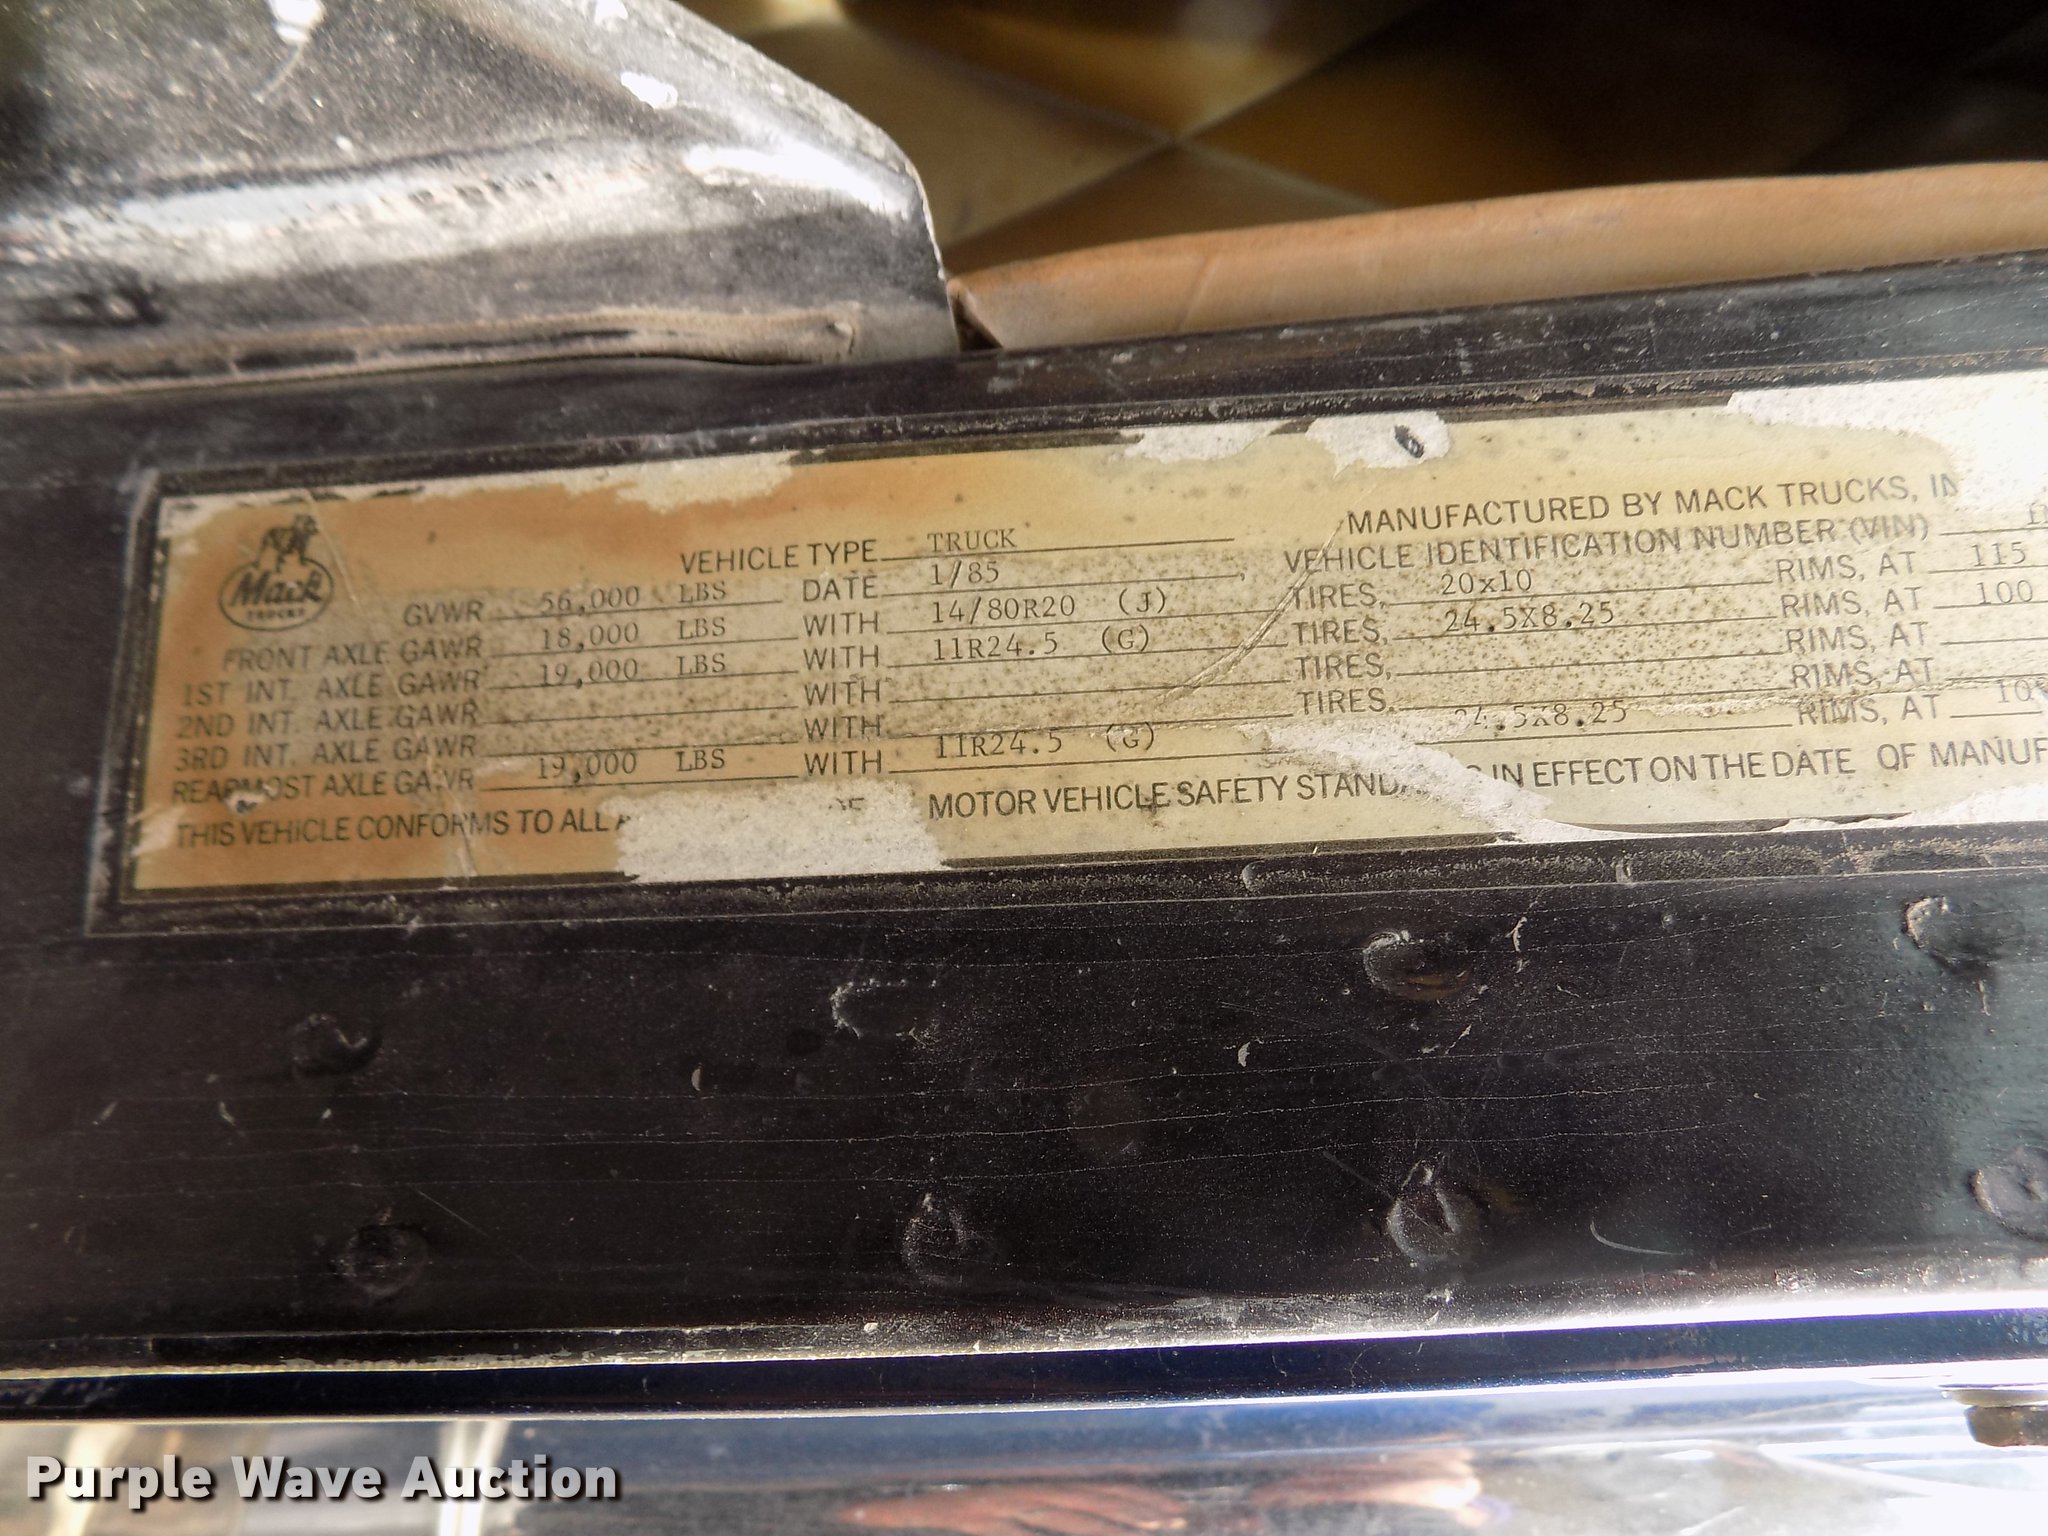 Mack
TRUCKS
MANUFACTURED BY MACK TRUCKS,
VEHICLE TYPE TRUCK VEHICLE IDENTIFICATION NUMBER (VIN)
GVWR 56,000 LBS DATE 1/85
FRONT AXLE GAWR 18,000 LBS WITH 14/80R20 (J) TIRES, 20x10 RIMS, AT 115
1ST INT. AXLE GAWR 19,000 LBS WITH 11R24.5 (G) TIRES, 24.5X8.25 RIMS, AT 100
2ND INT. AXLE GAWR WITH TIRES, RIMS, AT
3RD INT. AXLE GAWR WITH TIRES, RIMS, AT
REARMOST AXLE GAWR 19,000 LBS WITH 11R24.5 (G) 24.5X8.25 RIMS, AT
THIS VEHICLE CONFORMS TO ALL MOTOR VEHICLE SAFETY IN EFFECT ON THE DATE OF
Purple Wave Auction